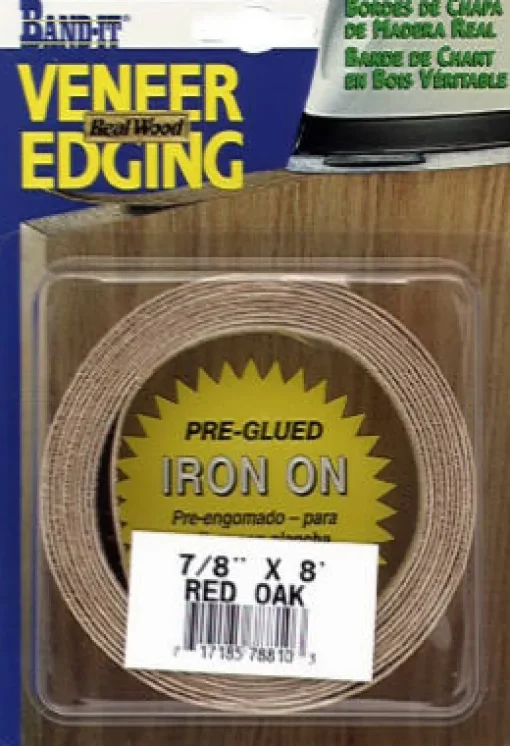 BAND-IT®
BORDES DE CHAPA
DE MADERA REAL
BANDE DE CHANT
EN BOIS VÉRITABLE
VENEER
Real Wood
EDGING
PRE-GLUED
IRON ON
Pre-engomado – para
plancha
7/8" X 8'
RED OAK
7 17185 78810 3